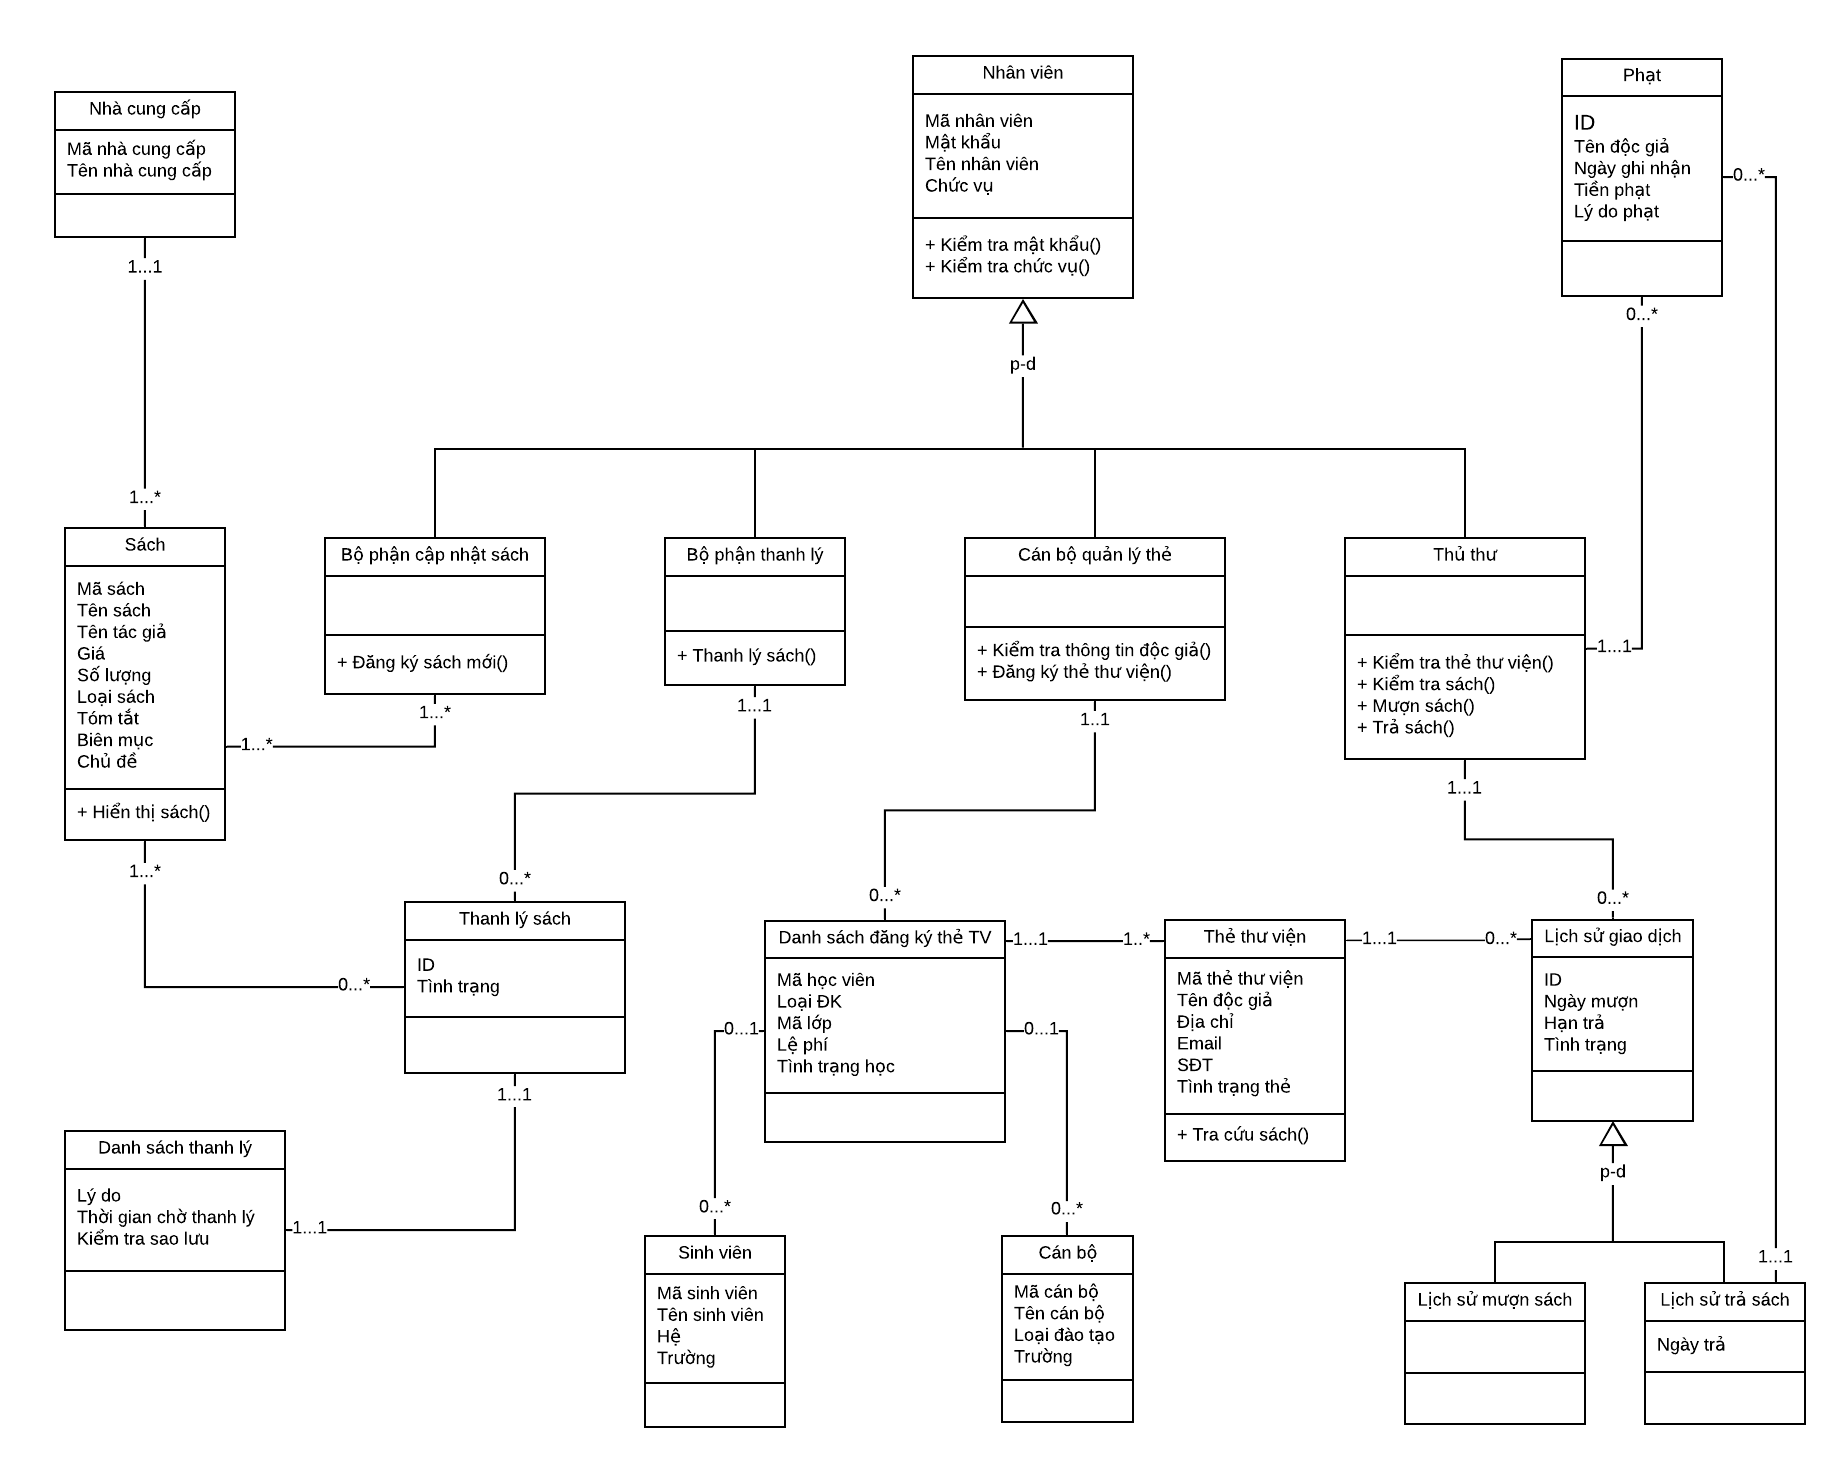 Nhà cung cấp
Mã nhà cung cấp
Tên nhà cung cấp
1...1
1...*
Nhân viên
Mã nhân viên
Mật khẩu
Tên nhân viên
Chức vụ
+ Kiểm tra mật khẩu()
+ Kiểm tra chức vụ()
p-d
Phạt
ID
Tên độc giả
Ngày ghi nhận
Tiền phạt
Lý do phạt
0...*
0...*
Sách
Mã sách
Tên sách
Tên tác giả
Giá
Số lượng
Loại sách
Tóm tắt
Biên mục
Chủ đề
+ Hiển thị sách()
1...*
1...*
Bộ phận cập nhật sách
+ Đăng ký sách mới()
1...*
Bộ phận thanh lý
+ Thanh lý sách()
1...1
Cán bộ quản lý thẻ
+ Kiểm tra thông tin độc giả()
+ Đăng ký thẻ thư viện()
1..1
Thủ thư
+ Kiểm tra thẻ thư viện()
+ Kiểm tra sách()
+ Mượn sách()
+ Trả sách()
1...1
1...1
0...*
Thanh lý sách
ID
Tình trạng
0...*
1...1
0...*
Danh sách đăng ký thẻ TV
Mã học viên
Loại ĐK
Mã lớp
Lệ phí
Tình trạng học
1...1
1..*
0...1
0...1
Thẻ thư viện
Mã thẻ thư viện
Tên độc giả
Địa chỉ
Email
SĐT
Tình trạng thẻ
+ Tra cứu sách()
1...1
0...*
0...*
Lịch sử giao dịch
ID
Ngày mượn
Hạn trả
Tình trạng
p-d
Danh sách thanh lý
Lý do
Thời gian chờ thanh lý
Kiểm tra sao lưu
1...1
0...*
Sinh viên
Mã sinh viên
Tên sinh viên
Hệ
Trường
0...*
Cán bộ
Mã cán bộ
Tên cán bộ
Loại đào tạo
Trường
Lịch sử mượn sách
1...1
Lịch sử trả sách
Ngày trả